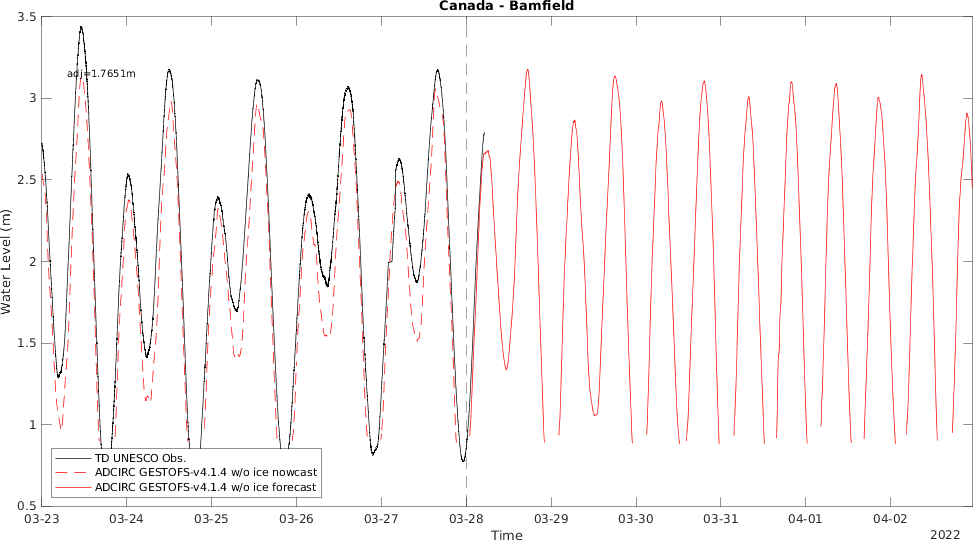 Canada - Bamfield
3.5
adj=1.7651m
3
2.5
2
1.5
1
0.5
Water Level (m)
TD UNESCO Obs.
ADCIRC GESTOFS-v4.1.4 w/o ice nowcast
ADCIRC GESTOFS-v4.1.4 w/o ice forecast
03-23 03-24 03-25 03-26 03-27 03-28 03-29 03-30 03-31 04-01 04-02
Time
2022